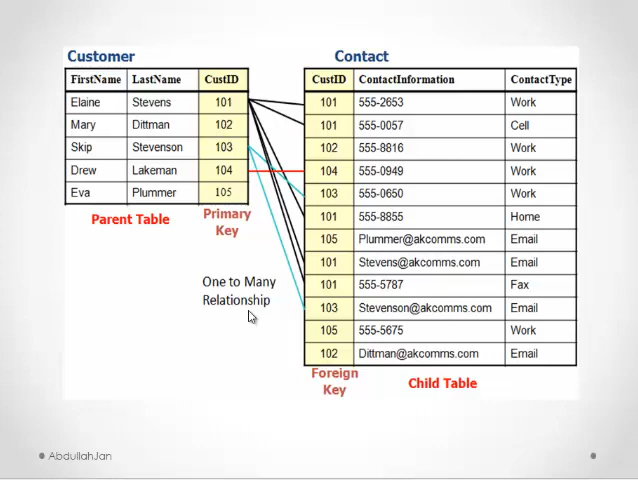 Customer
FirstName LastName CustID
Elaine Stevens 101
Mary Dittman 102
Skip Stevenson 103
Drew Lakeman 104
Eva Plummer 105
Parent Table
Primary
Key
One to Many
Relationship
Contact
CustID ContactInformation ContactType
101 555-2653 Work
101 555-0057 Cell
102 555-8816 Work
104 555-0949 Work
103 555-0650 Work
101 555-8855 Home
105 Plummer@akcomms.com Email
101 Stevens@akcomms.com Email
101 555-5787 Fax
103 Stevenson@akcomms.com Email
105 555-5675 Work
102 Dittman@akcomms.com Email
Foreign
Key
Child Table
AbdullahJan